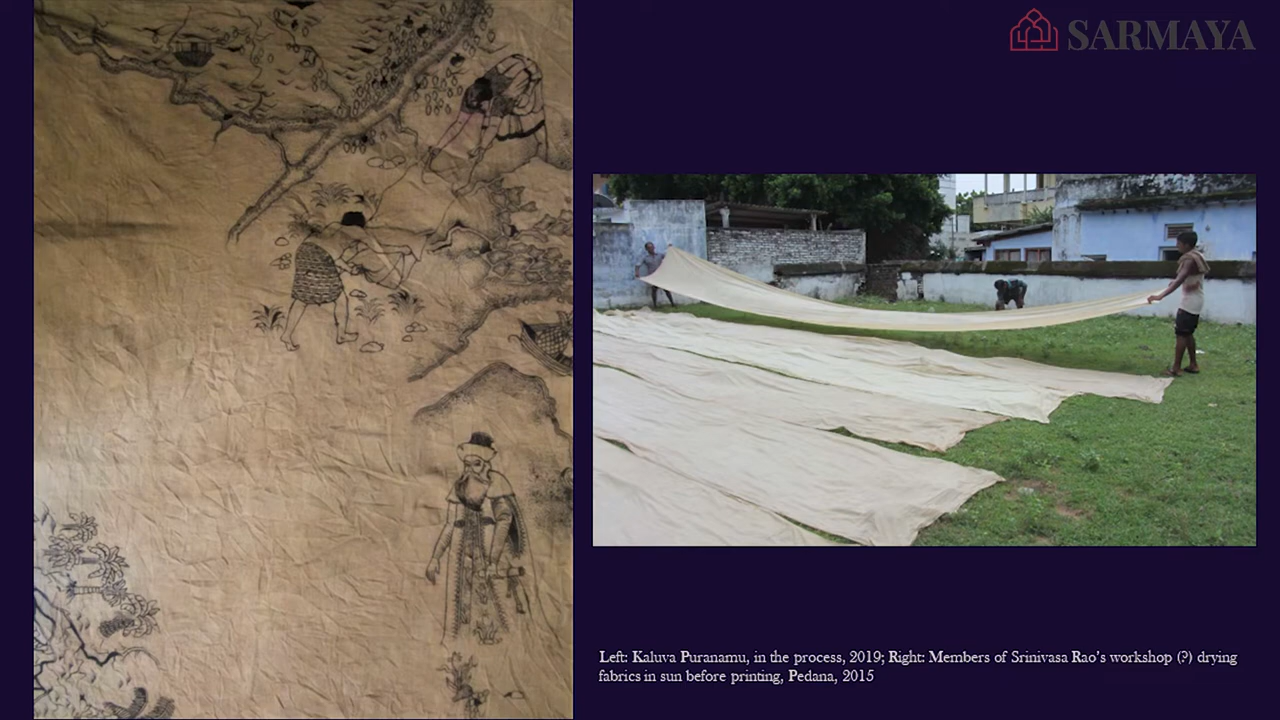 SARMAYA
Left: Kaluva Puranamu, in the process, 2019; Right: Members of Srinivasa Rao's workshop (?) drying
fabrics in sun before printing, Pedana, 2015